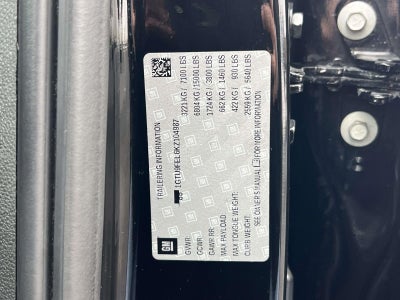 TRAILERING INFORMATION
1GTU9FEL6KZ104987
GM
GVWR 3221 KG / 7100 LBS
GCWR 6804 KG / 15000 LBS
GAWR RR 1724 KG / 3800 LBS
MAX PAYLOAD 662 KG / 1460 LBS
MAX TONGUE WEIGHT: 422 KG / 930 LBS
CURB WEIGHT: 2559 KG / 5640 LBS
SEE OWNER'S MANUAL FOR MORE INFORMATION